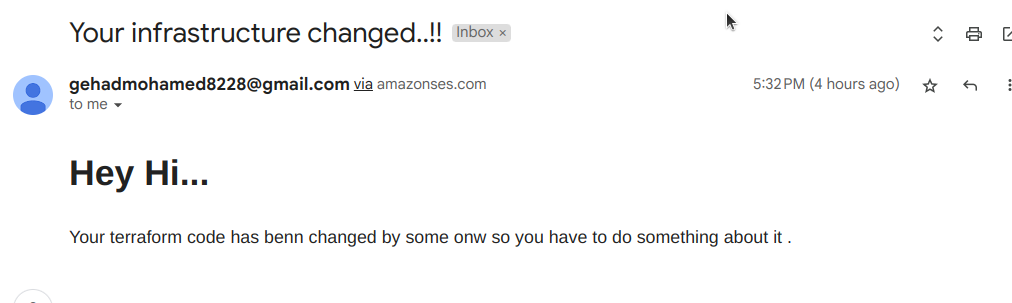 Your infrastructure changed..!! Inbox ×
gehadmohamed8228@gmail.com via amazonses.com 5:32 PM (4 hours ago)
to me
Hey Hi...
Your terraform code has benn changed by some onw so you have to do something about it .